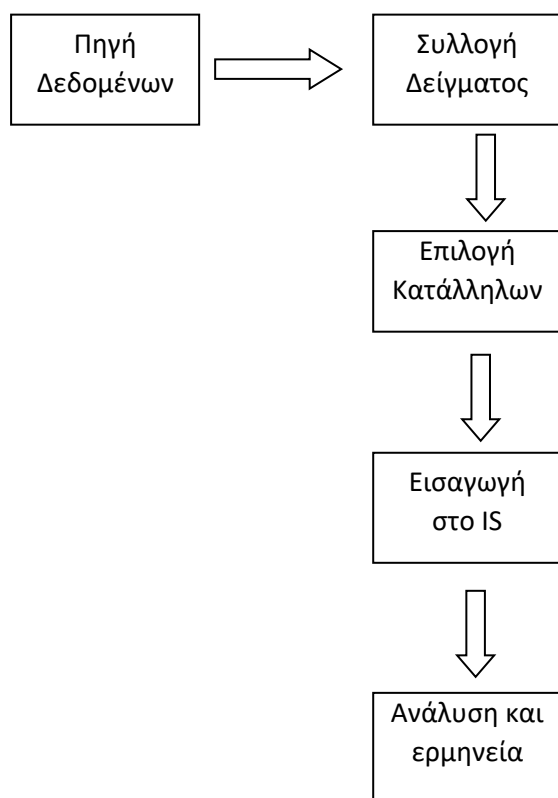 Πηγή
Δεδομένων
Συλλογή
Δείγματος
Επιλογή
Κατάλληλων
Εισαγωγή
στο IS
Ανάλυση και
ερμηνεία